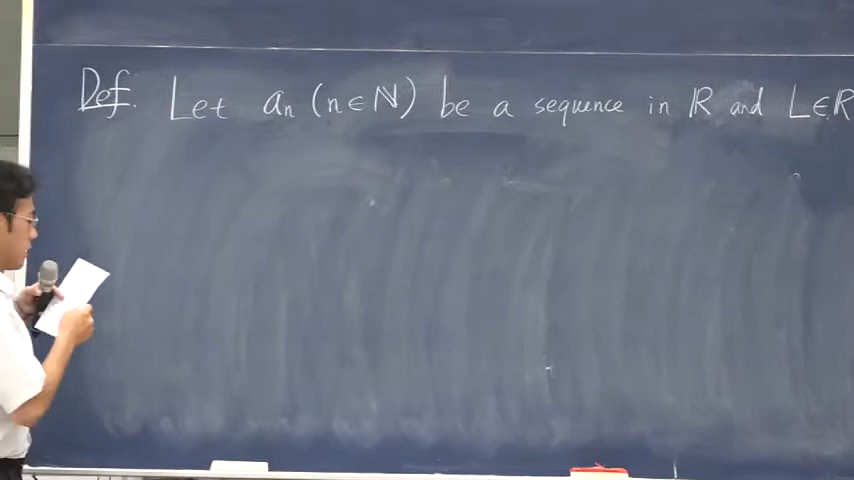 Def. Let aₙ (n ∈ ℕ) be a sequence in ℝ and L ∈ ℝ